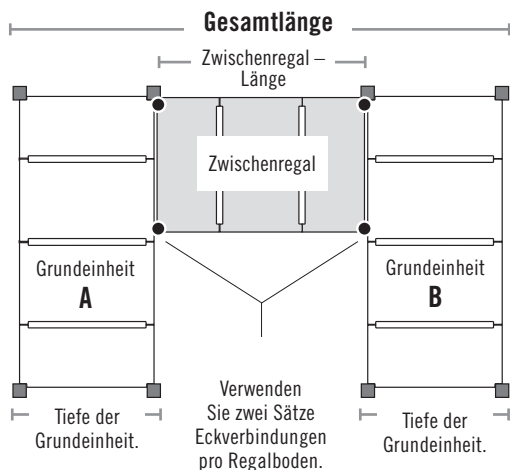 Gesamtlänge
Zwischenregal –
Länge
Zwischenregal
Grundeinheit
A
Grundeinheit
B
Tiefe der
Grundeinheit.
Verwenden
Sie zwei Sätze
Eckverbindungen
pro Regalboden.
Tiefe der
Grundeinheit.